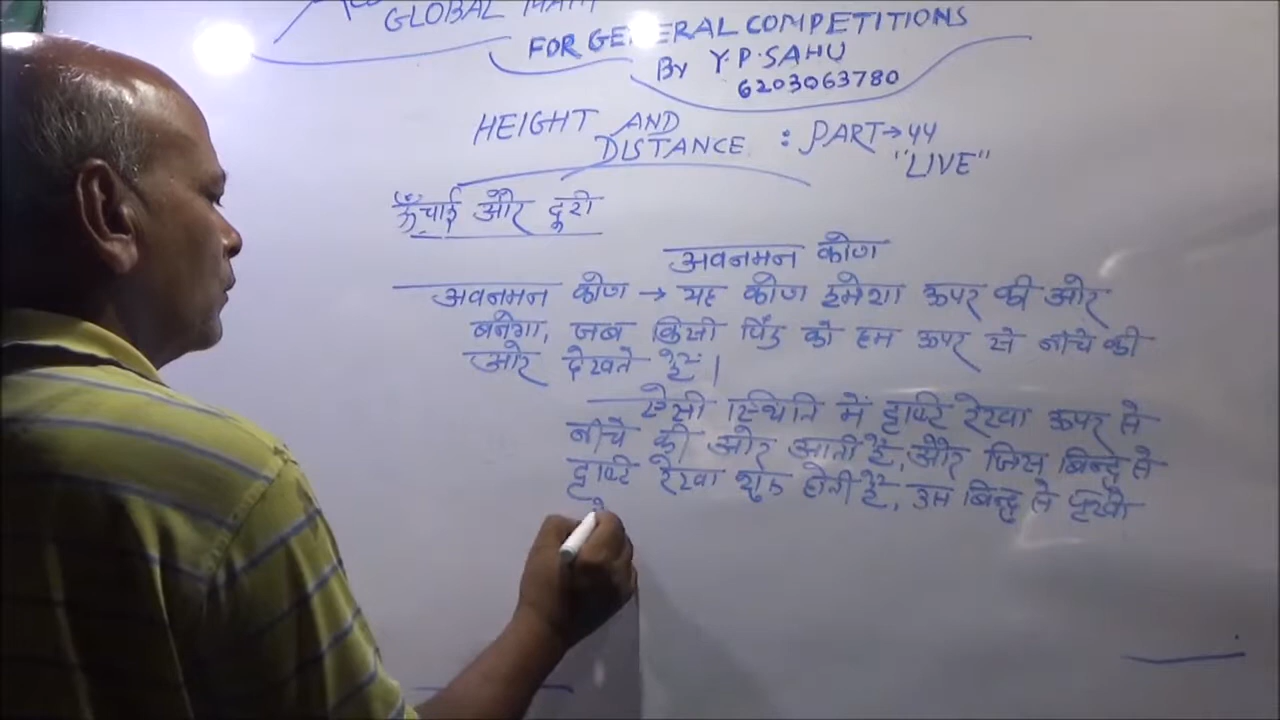 GLOBAL MATH
FOR GENERAL COMPETITIONS
By Y.P.SAHU
6203063780
HEIGHT AND
DISTANCE : PART→44
"LIVE"
ऊँचाई और दूरी
अवनमन कोण
अवनमन कोण → यह कोण हमेशा ऊपर की ओर
बनेगा, जब किसी पिंड को हम ऊपर से नीचे की
ओर देखते हैं।
ऐसी स्थिति में दृष्टि रेखा ऊपर से
नीचे की ओर आती है, और जिस बिन्दु से
दृष्टि रेखा शुरू होती है, उस बिन्दु से पृथ्वी